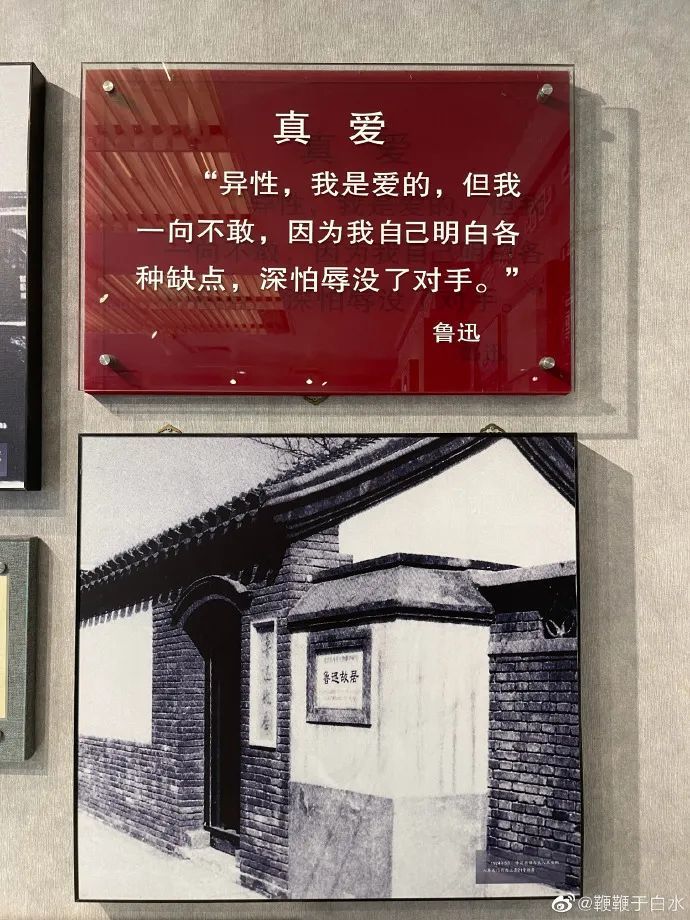 真 爱
“异性，我是爱的，但我
一向不敢，因为我自己明白各
种缺点，深怕辱没了对手。”
鲁迅
鲁迅故居
@鞭鞭于白水